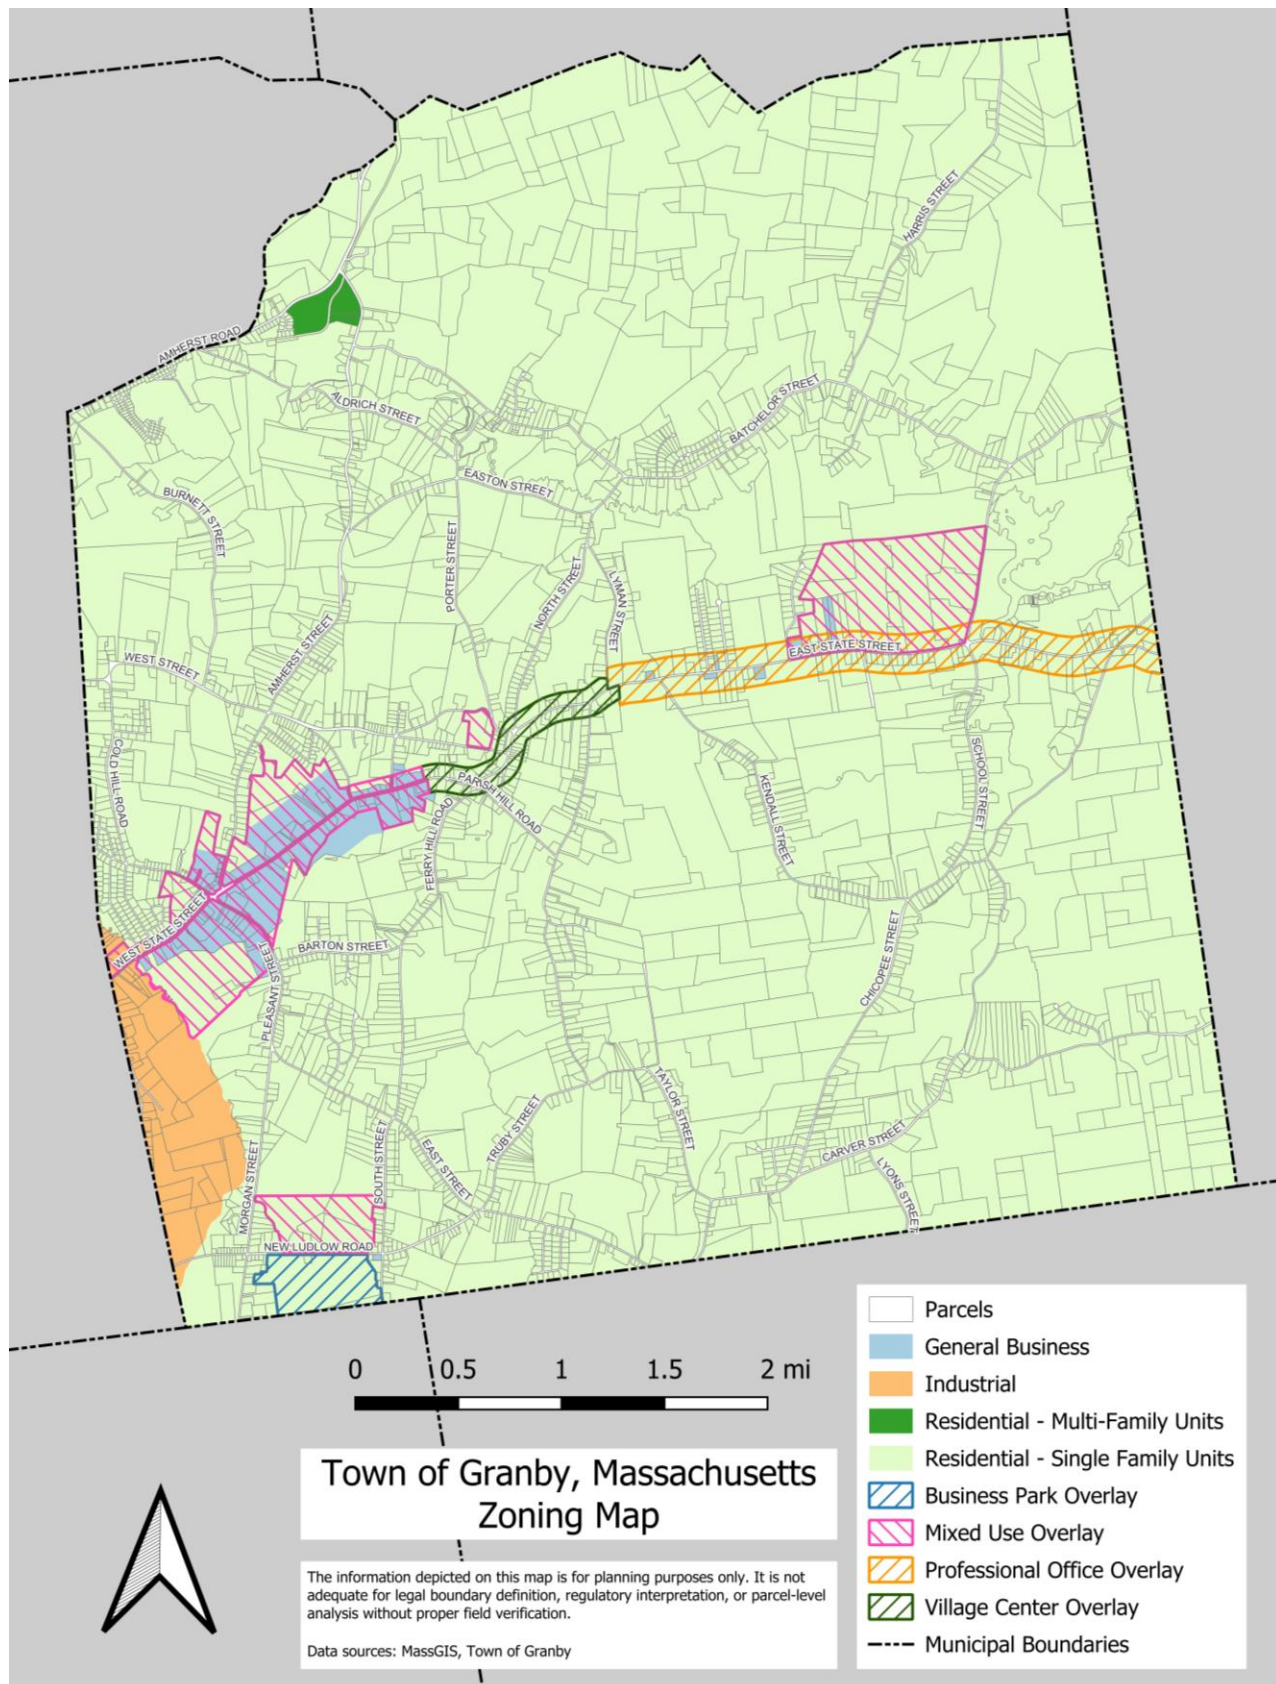 HARRIS STREET
AMHERST ROAD
ALDRICH STREET
BATCHELOR STREET
EASTON STREET
BURNETT STREET
PORTER STREET
NORTH STREET
LYMAN STREET
AMHERST STREET
WEST STREET
EAST STATE STREET
COLD HILL ROAD
PARISH HILL ROAD
SCHOOL STREET
KENDALL STREET
FERRY HILL ROAD
WEST STATE STREET
BARTON STREET
PLEASANT STREET
CHICOPEE STREET
TAYLOR STREET
TRUBY STREET
EAST STREET
SOUTH STREET
MORGAN STREET
CARVER STREET
LYONS STREET
NEW LUDLOW ROAD
0 0.5 1 1.5 2 mi
Town of Granby, Massachusetts
Zoning Map
The information depicted on this map is for planning purposes only. It is not
adequate for legal boundary definition, regulatory interpretation, or parcel-level
analysis without proper field verification.
Data sources: MassGIS, Town of Granby
Parcels
General Business
Industrial
Residential - Multi-Family Units
Residential - Single Family Units
Business Park Overlay
Mixed Use Overlay
Professional Office Overlay
Village Center Overlay
Municipal Boundaries